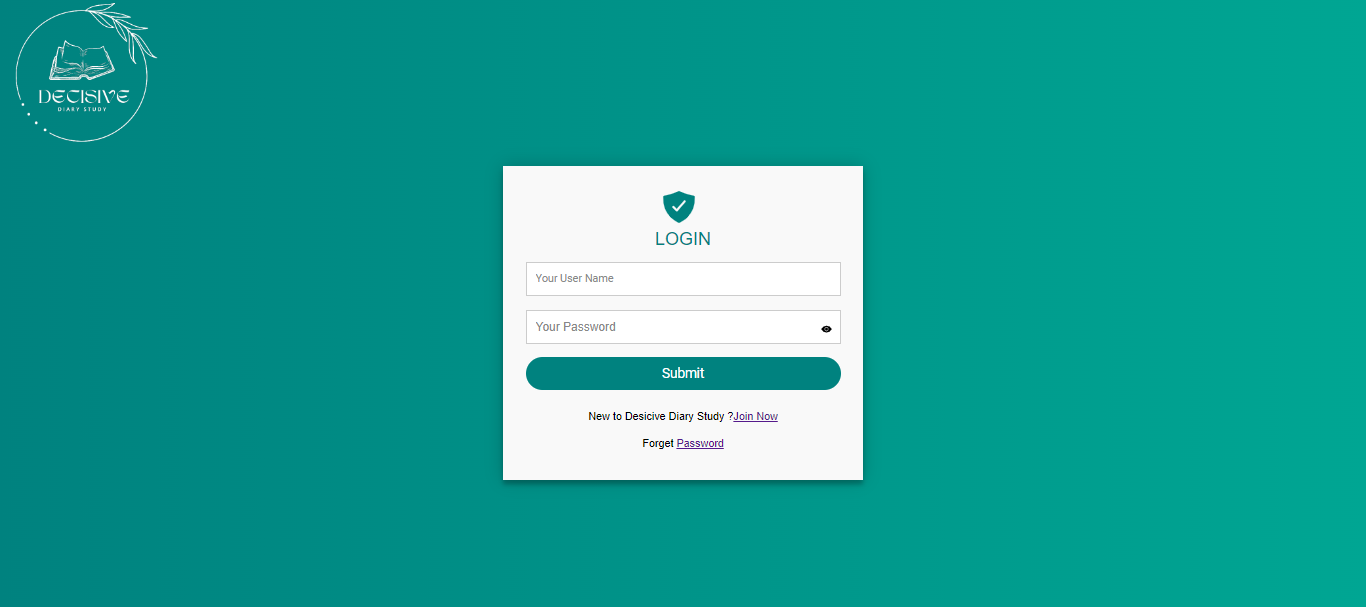 DECISIVE
DIARY STUDY
LOGIN
Your User Name
Your Password
Submit
New to Desicive Diary Study ?Join Now
Forget Password